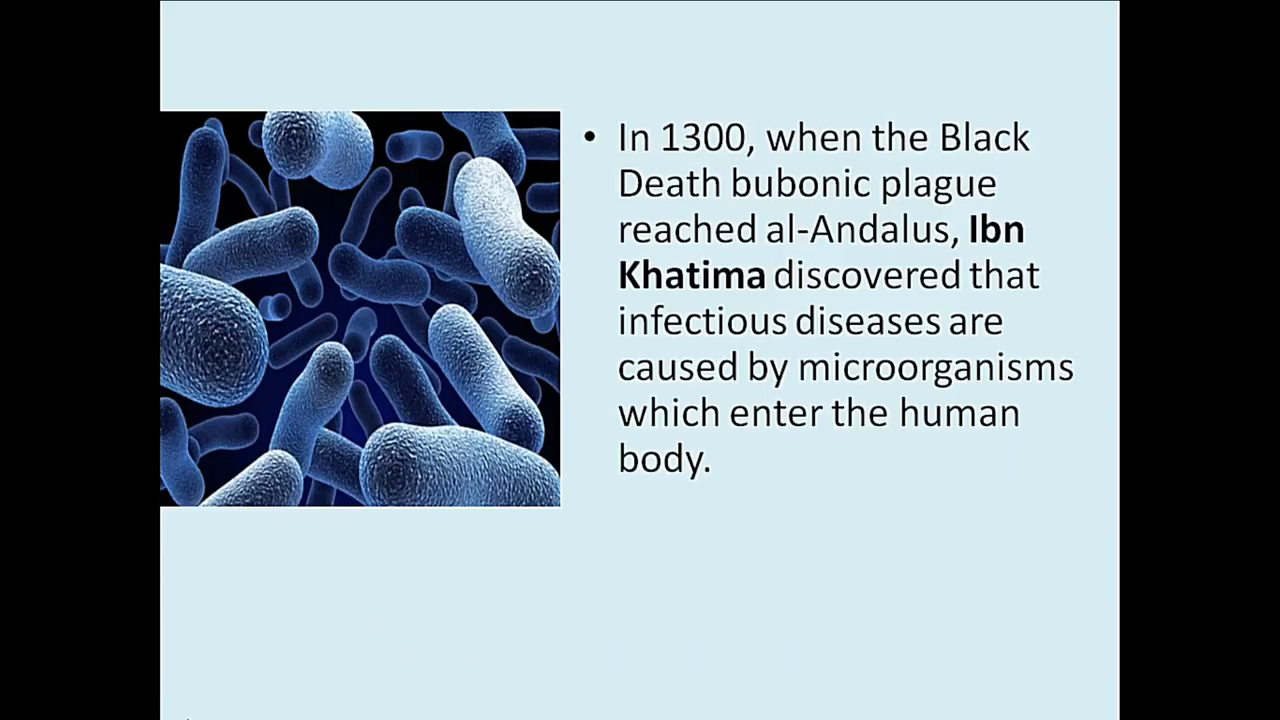 • In 1300, when the Black
Death bubonic plague
reached al-Andalus, Ibn
Khatima discovered that
infectious diseases are
caused by microorganisms
which enter the human
body.